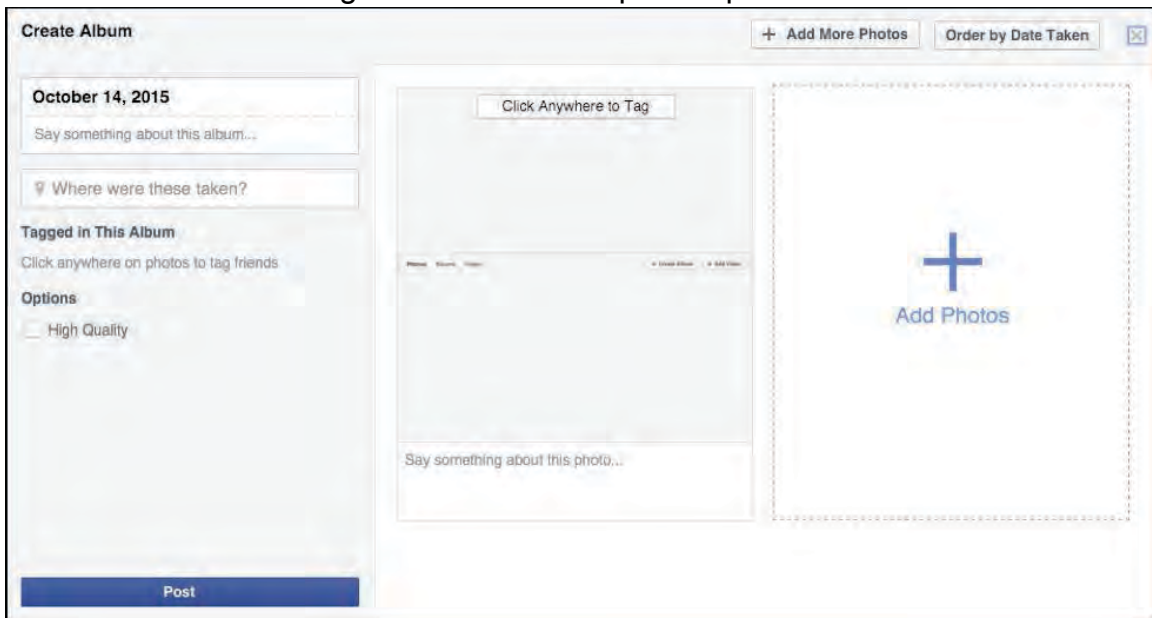 Create Album
+ Add More Photos
Order by Date Taken
October 14, 2015
Say something about this album...
Where were these taken?
Tagged in This Album
Click anywhere on photos to tag friends
Options
High Quality
Post
Click Anywhere to Tag
+ Create Album
Say something about this photo...
Add Photos